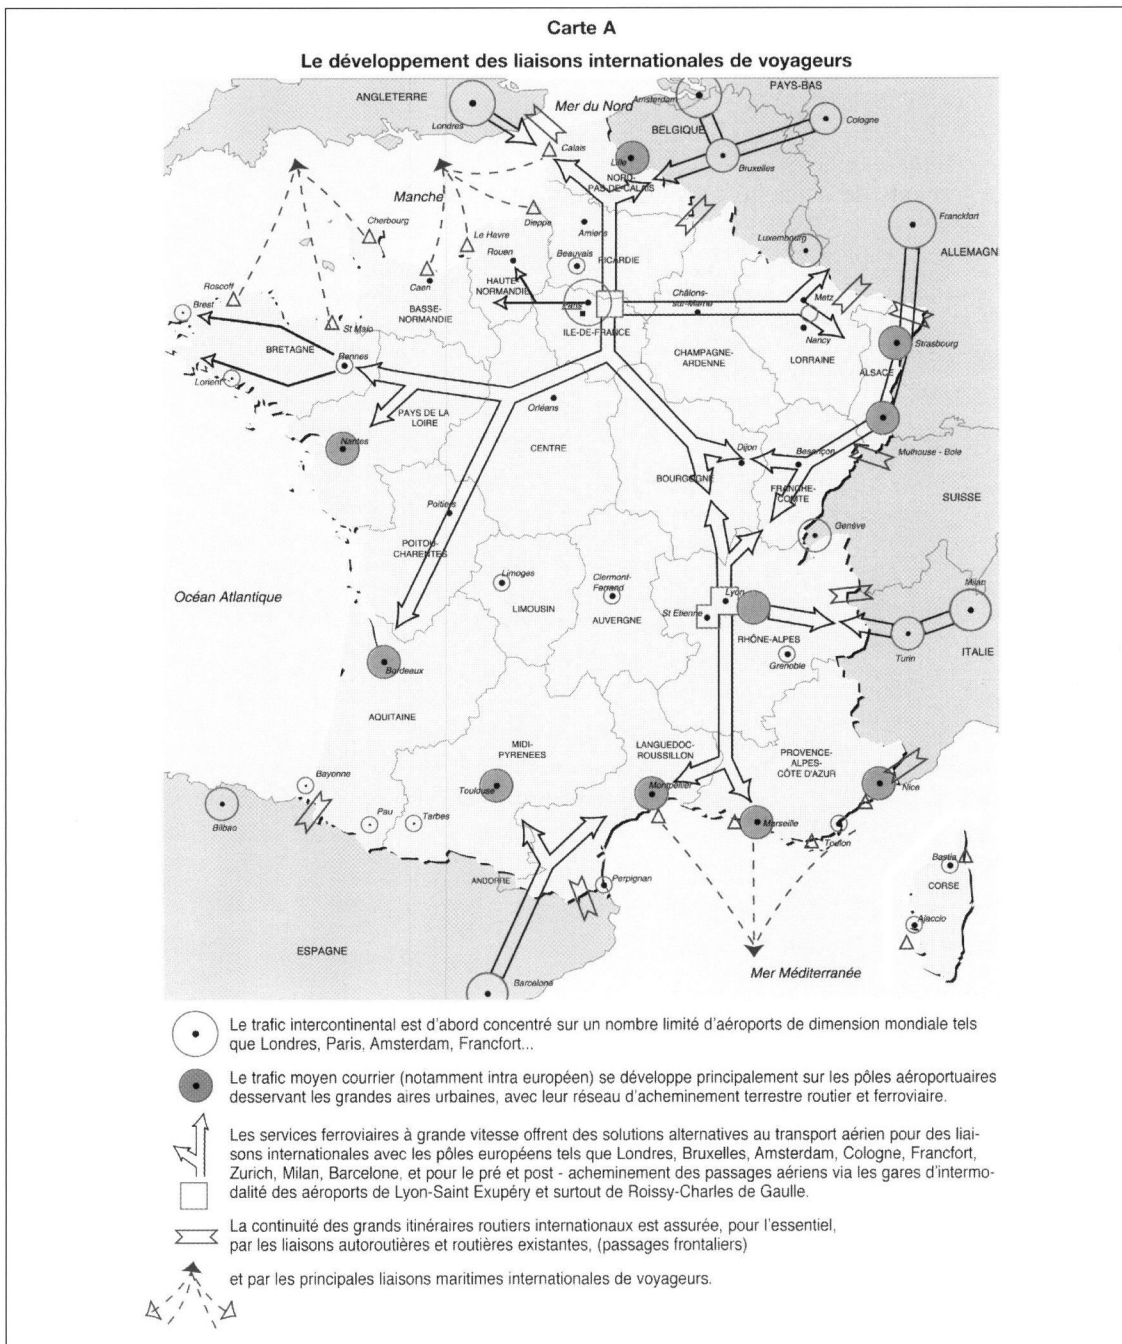 Carte A
Le développement des liaisons internationales de voyageurs
ANGLETERRE
Londres
Mer du Nord
Amsterdam
PAYS-BAS
Cologne
BELGIQUE
Bruxelles
Calais
Lille
NORD-
PAS-DE-CALAIS
Manche
Cherbourg
Le Havre
Dieppe
Amiens
Rouen
Beauvais
PICARDIE
Luxembourg
Franckfort
ALLEMAGN
Roscoff
Brest
Caen
HAUTE
NORMANDIE
BASSE-
NORMANDIE
Paris
ILE-DE-FRANCE
Châlons-
sur-Marne
Metz
Nancy
LORRAINE
Strasbourg
ALSACE
St Malo
BRETAGNE
Rennes
Lorient
CHAMPAGNE-
ARDENNE
PAYS DE LA
LOIRE
Orléans
Nantes
CENTRE
Dijon
Besançon
Mulhouse - Bole
BOURGOGNE
FRANCHE-
COMTE
SUISSE
Poitiers
POITOU-
CHARENTES
Genève
Océan Atlantique
Limoges
LIMOUSIN
Clermont-
Ferrand
AUVERGNE
St Etienne
Lyon
RHÔNE-ALPES
Grenoble
Milan
Turin
ITALIE
Bordeaux
AQUITAINE
MIDI-
PYRENEES
LANGUEDOC-
ROUSSILLON
PROVENCE-
ALPES-
CÔTE D'AZUR
Bayonne
Toulouse
Montpellier
Nice
Bilbao
Pau
Tarbes
Marseille
Toulon
ANDORRE
Perpignan
Bastia
CORSE
Ajaccio
ESPAGNE
Barcelone
Mer Méditerranée
Le trafic intercontinental est d'abord concentré sur un nombre limité d'aéroports de dimension mondiale tels
que Londres, Paris, Amsterdam, Francfort...
Le trafic moyen courrier (notamment intra européen) se développe principalement sur les pôles aéroportuaires
desservant les grandes aires urbaines, avec leur réseau d'acheminement terrestre routier et ferroviaire.
Les services ferroviaires à grande vitesse offrent des solutions alternatives au transport aérien pour des liai-
sons internationales avec les pôles européens tels que Londres, Bruxelles, Amsterdam, Cologne, Francfort,
Zurich, Milan, Barcelone, et pour le pré et post - acheminement des passages aériens via les gares d'intermo-
dalité des aéroports de Lyon-Saint Exupéry et surtout de Roissy-Charles de Gaulle.
La continuité des grands itinéraires routiers internationaux est assurée, pour l'essentiel,
par les liaisons autoroutières et routières existantes, (passages frontaliers)
et par les principales liaisons maritimes internationales de voyageurs.